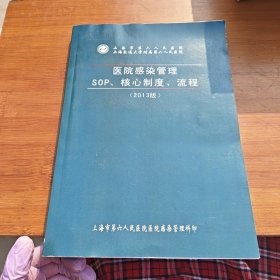 上海市第六人民医院
上海交通大学附属第六人民医院
医院感染管理
SOP、核心制度、流程
(2013版)
上海市第六人民医院医院感染管理科印